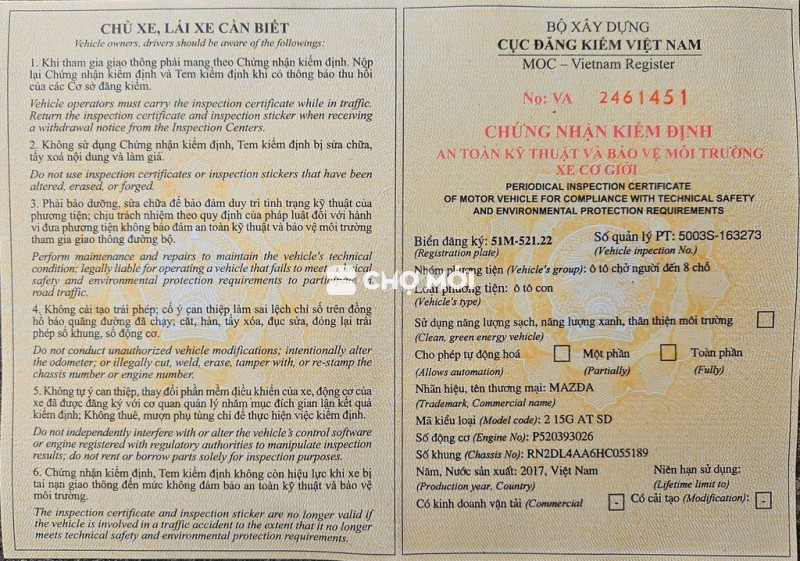 CHỦ XE, LÁI XE CẦN BIẾT
Vehicle owners, drivers should be aware of the followings:
1. Khi tham gia giao thông phải mang theo Chứng nhận kiểm định. Nộp
lại Chứng nhận kiểm định và Tem kiểm định khi có thông báo thu hồi
của các Cơ sở đăng kiểm.
Vehicle operators must carry the inspection certificate while in traffic.
Return the inspection certificate and inspection sticker when receiving
a withdrawal notice from the Inspection Centers.
2. Không sử dụng Chứng nhận kiểm định, Tem kiểm định bị sửa chữa,
tẩy xoá nội dung và làm giả.
Do not use inspection certificates or inspection stickers that have been
altered, erased, or forged.
3. Phải bảo dưỡng, sửa chữa để bảo đảm duy trì tình trạng kỹ thuật của
phương tiện; chịu trách nhiệm theo quy định của pháp luật đối với hành
vi đưa phương tiện không bảo đảm an toàn kỹ thuật và bảo vệ môi trường
tham gia giao thông đường bộ.
Perform maintenance and repairs to maintain the vehicle's technical
condition; legally liable for operating a vehicle that fails to meet technical
safety and environmental protection requirements to participate in
road traffic.
4. Không cải tạo trái phép; cố ý can thiệp làm sai lệch chỉ số trên đồng
hồ báo quãng đường đã chạy; cắt, hàn, tẩy xóa, đục sửa, đóng lại trái
phép số khung, số động cơ.
Do not conduct unauthorized vehicle modifications; intentionally alter
the odometer; or illegally cut, weld, erase, tamper with, or re-stamp the
chassis number or engine number.
5. Không tự ý can thiệp, thay đổi phần mềm điều khiển của xe, động cơ của
xe đã được đăng ký với cơ quan quản lý nhằm mục đích gian lận kết quả
kiểm định; Không thuê, mượn phụ tùng chỉ để thực hiện việc kiểm định.
Do not independently interfere with or alter the vehicle's control software
or engine registered with regulatory authorities to manipulate inspection
results; do not rent or borrow parts solely for inspection purposes.
6. Chứng nhận kiểm định, Tem kiểm định không còn hiệu lực khi xe bị
tai nạn giao thông đến mức không đảm bảo an toàn kỹ thuật và bảo vệ
môi trường.
The inspection certificate and inspection sticker are no longer valid if
the vehicle is involved in a traffic accident to the extent that it no longer
meets technical safety and environmental protection requirements.
BỘ XÂY DỰNG
CỤC ĐĂNG KIỂM VIỆT NAM
MOC – Vietnam Register
No: VA 2461451
CHỨNG NHẬN KIỂM ĐỊNH
AN TOÀN KỸ THUẬT VÀ BẢO VỆ MÔI TRƯỜNG
XE CƠ GIỚI
PERIODICAL INSPECTION CERTIFICATE
OF MOTOR VEHICLE FOR COMPLIANCE WITH TECHNICAL SAFETY
AND ENVIRONMENTAL PROTECTION REQUIREMENTS
Biển đăng ký: 51M-521.22 Số quản lý PT: 5003S-163273
(Registration plate) (Vehicle inspection No.)
Nhóm phương tiện (Vehicle's group): ô tô chở người đến 8 chỗ
Loại phương tiện: ô tô con
(Vehicle's type)
Sử dụng năng lượng sạch, năng lượng xanh, thân thiện môi trường
(Clean, green energy vehicle)
Cho phép tự động hoá Một phần Toàn phần
(Allows automation) (Partially) (Fully)
Nhãn hiệu, tên thương mại: MAZDA
(Trademark, Commercial name)
Mã kiểu loại (Model code): 2 15G AT SD
Số động cơ (Engine No): P520393026
Số khung (Chassis No): RN2DL4AA6HC055189
Năm, Nước sản xuất: 2017, Việt Nam Niên hạn sử dụng:
(Production year, Country) (Lifetime limit to)
Có kinh doanh vận tải (Commercial - Có cải tạo (Modification): -
CHỢ TỐT